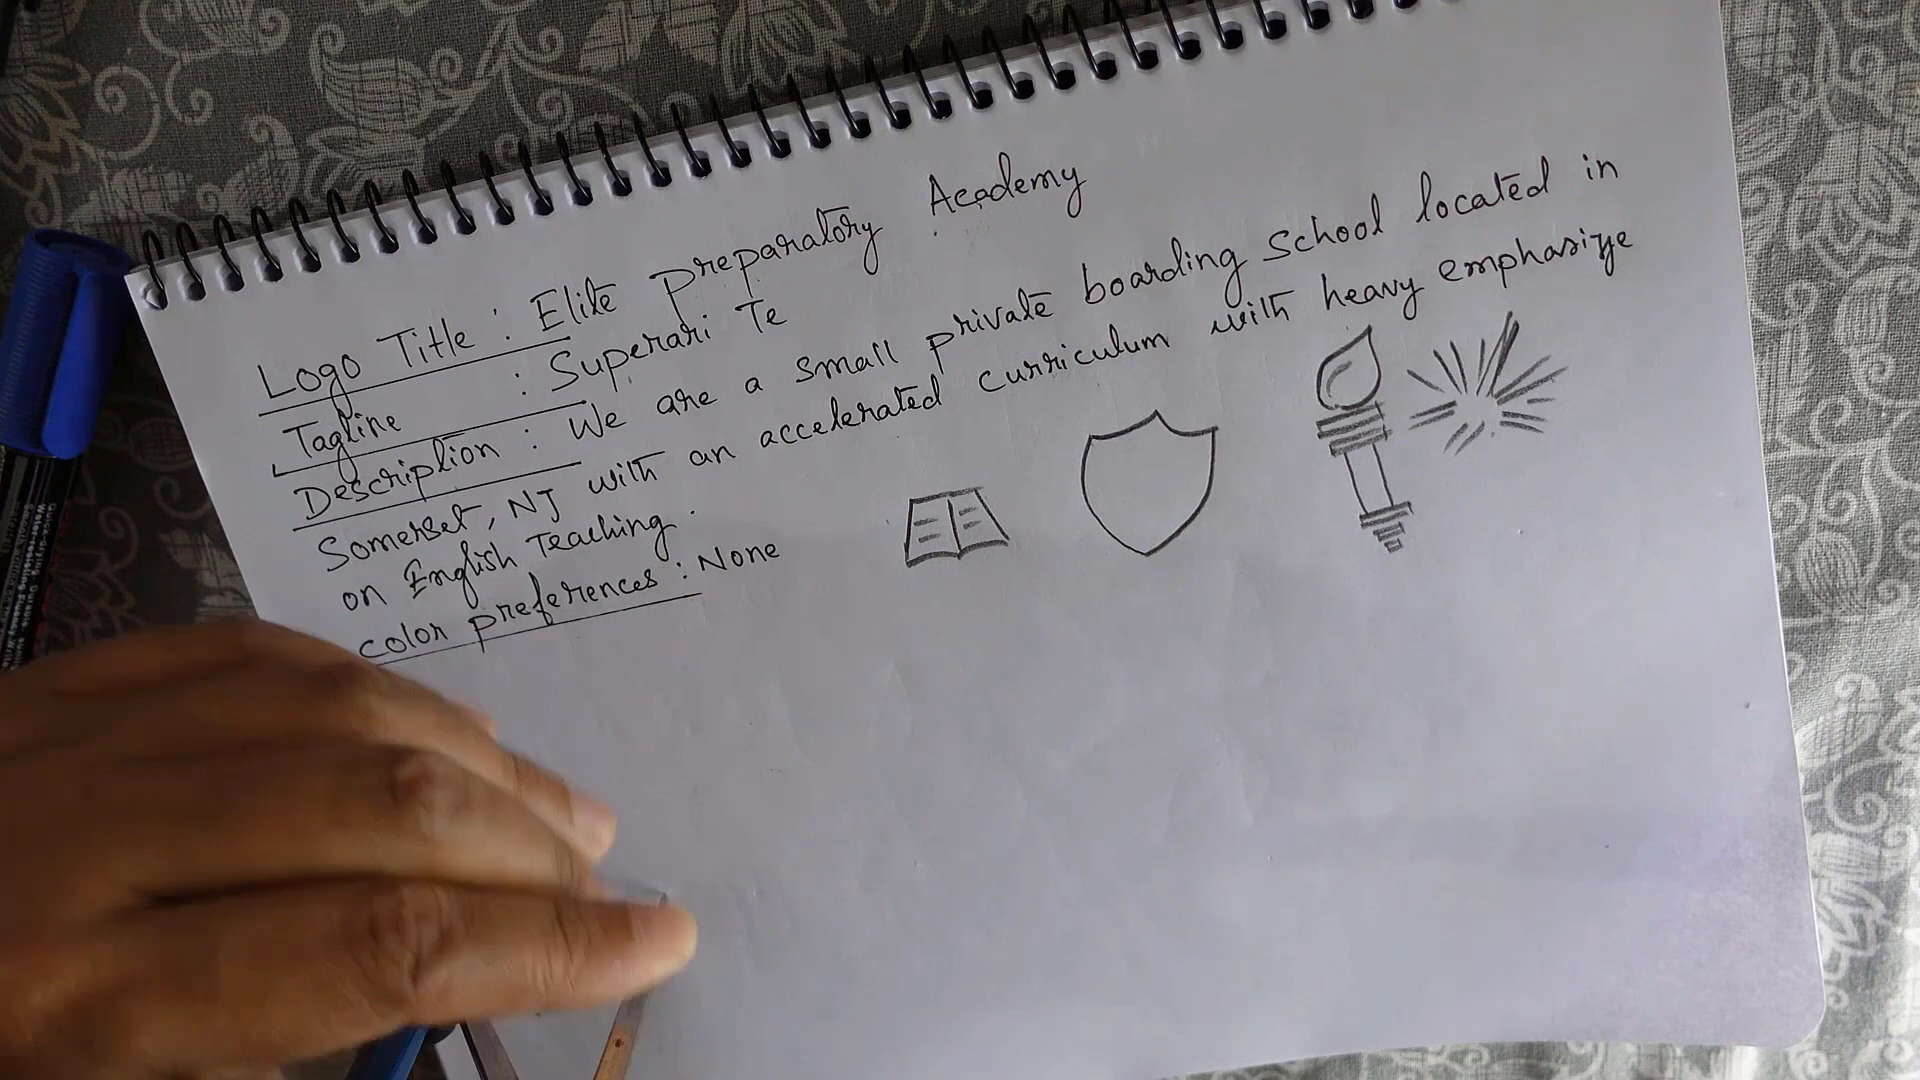 Logo Title : Elite preparatory Academy
Tagline : Superari Te
Description : We are a small private boarding School located in
Somerset, NJ with an accelerated curriculum with heavy emphasize
on English Teaching.
color preferences : None